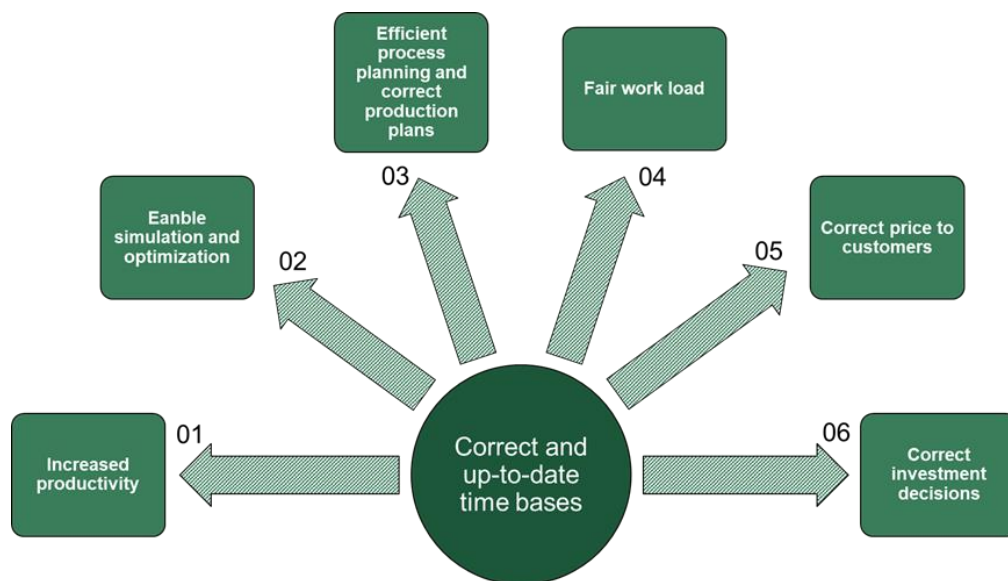 01
Increased
productivity
02
Eanble
simulation and
optimization
03
Efficient
process
planning and
correct
production
plans
04
Fair work load
05
Correct price to
customers
06
Correct
investment
decisions
Correct and
up-to-date
time bases